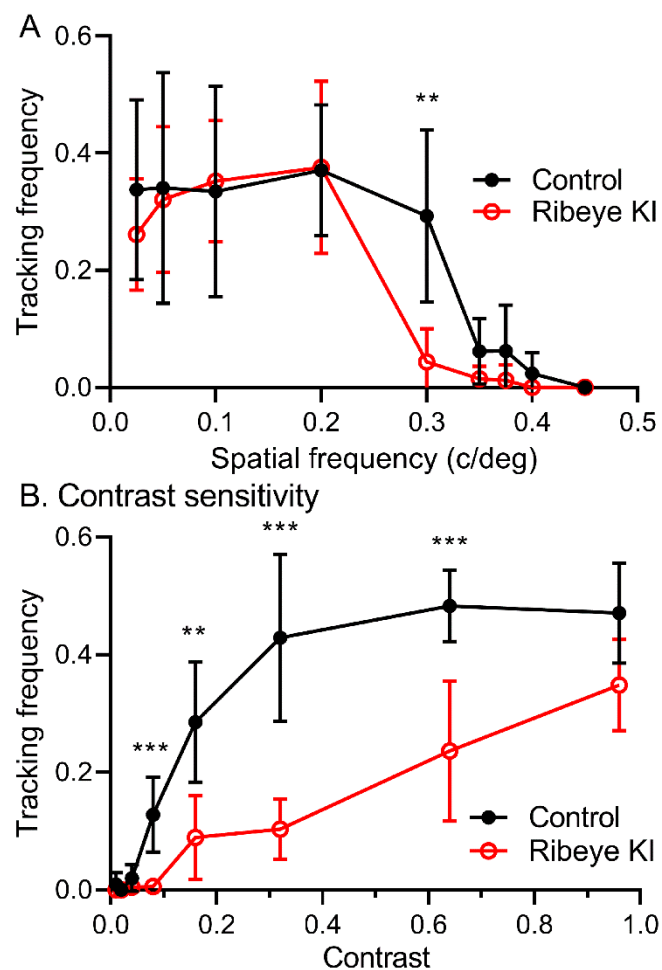 A
Tracking frequency
0.6
0.4
0.2
0.0
**
Control
Ribeye KI
0.0 0.1 0.2 0.3 0.4 0.5
Spatial frequency (c/deg)
B. Contrast sensitivity
Tracking frequency
0.6
0.4
0.2
0.0
***
**
***
***
Control
Ribeye KI
0.0 0.2 0.4 0.6 0.8 1.0
Contrast